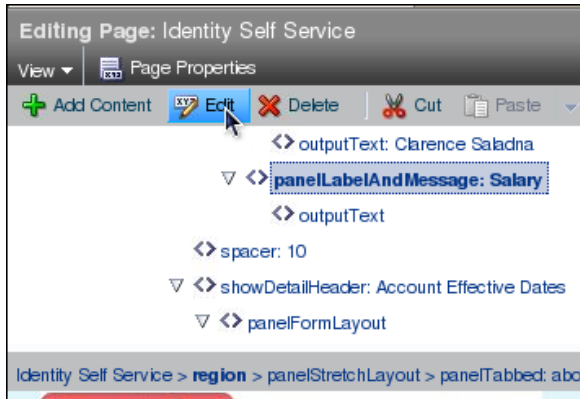 Editing Page: Identity Self Service
View Page Properties
Add Content Edit Delete Cut Paste
<> outputText: Clarence Saladna
<> panelLabelAndMessage: Salary
<> outputText
<> spacer: 10
<> showDetailHeader: Account Effective Dates
<> panelFormLayout
Identity Self Service > region > panelStretchLayout > panelTabbed: abo